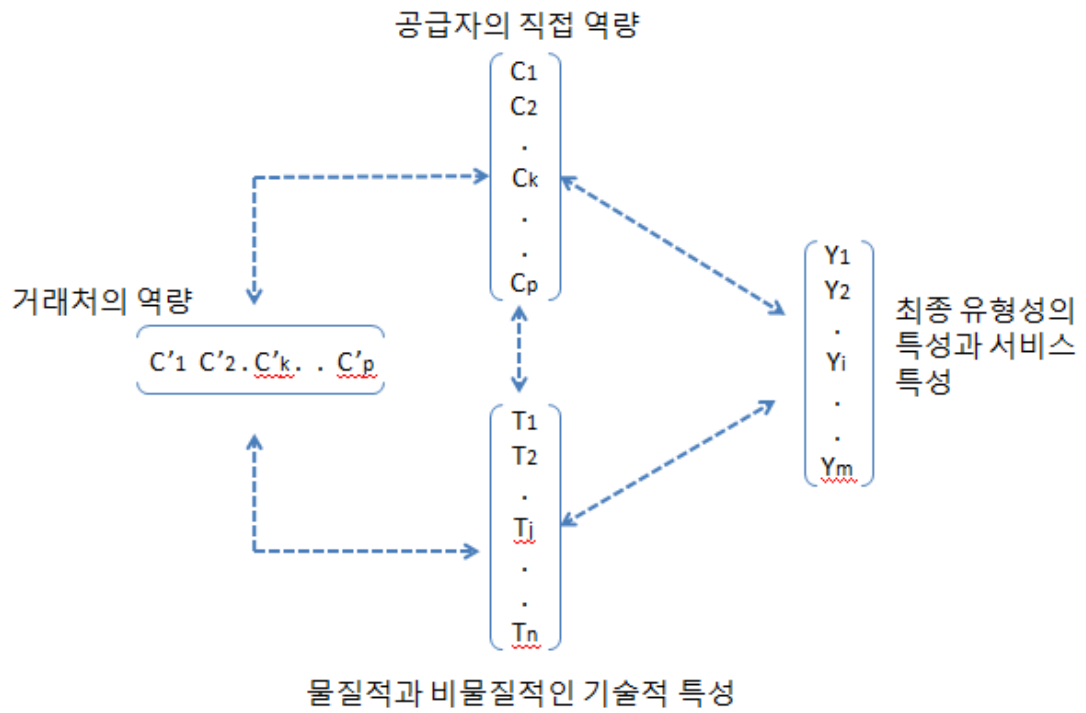 공급자의 직접 역량
C1
C2
.
Ck
.
.
Cp
거래처의 역량
C'1 C'2 . C'k . . C'p
T1
T2
.
Tj
.
.
Tn
물질적과 비물질적인 기술적 특성
Y1
Y2
.
Yi
.
.
Ym
최종 유형성의
특성과 서비스
특성